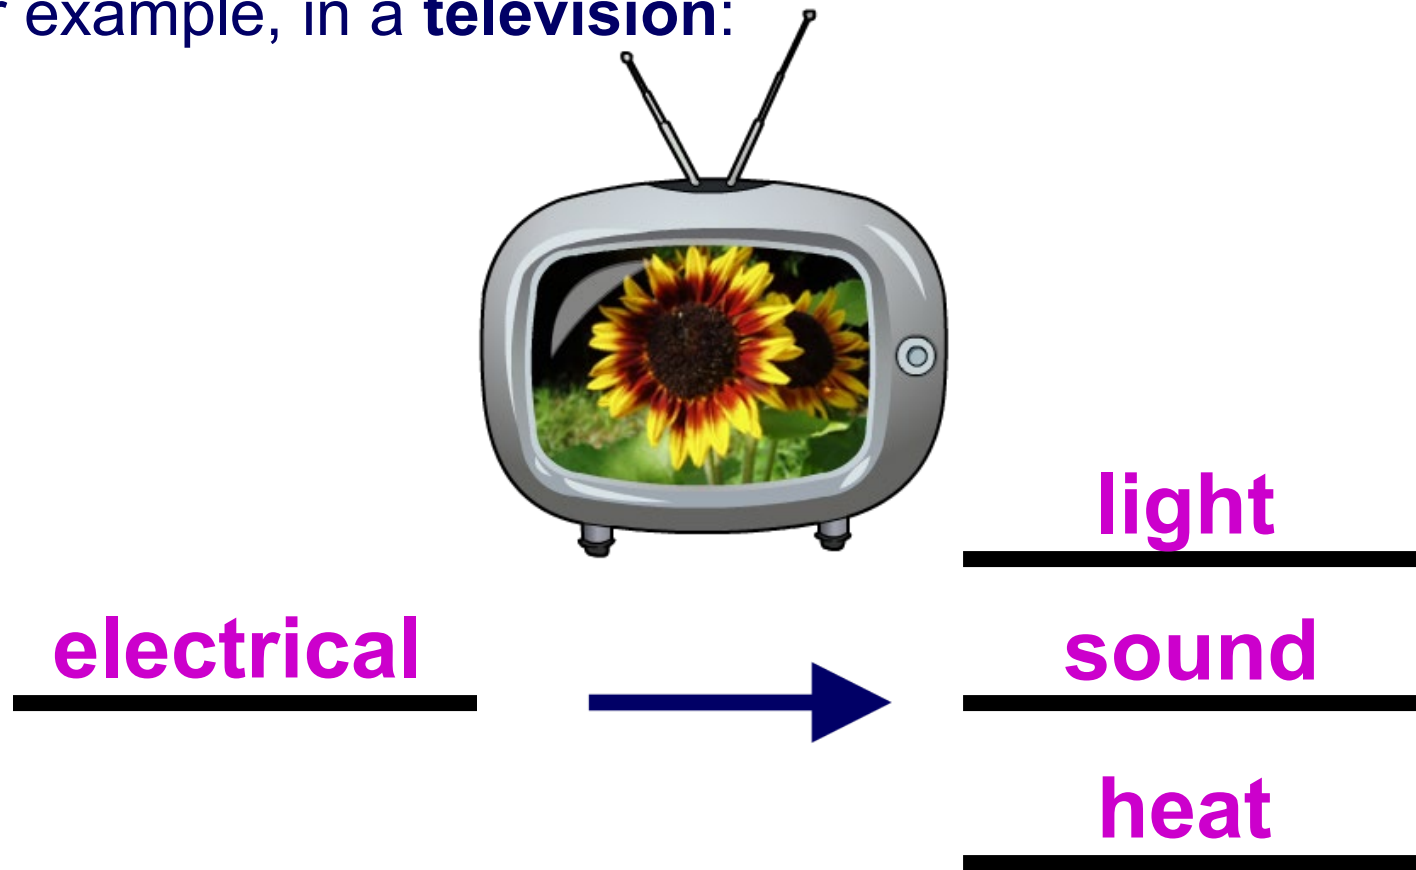 r example, in a television:
light
electrical
sound
heat